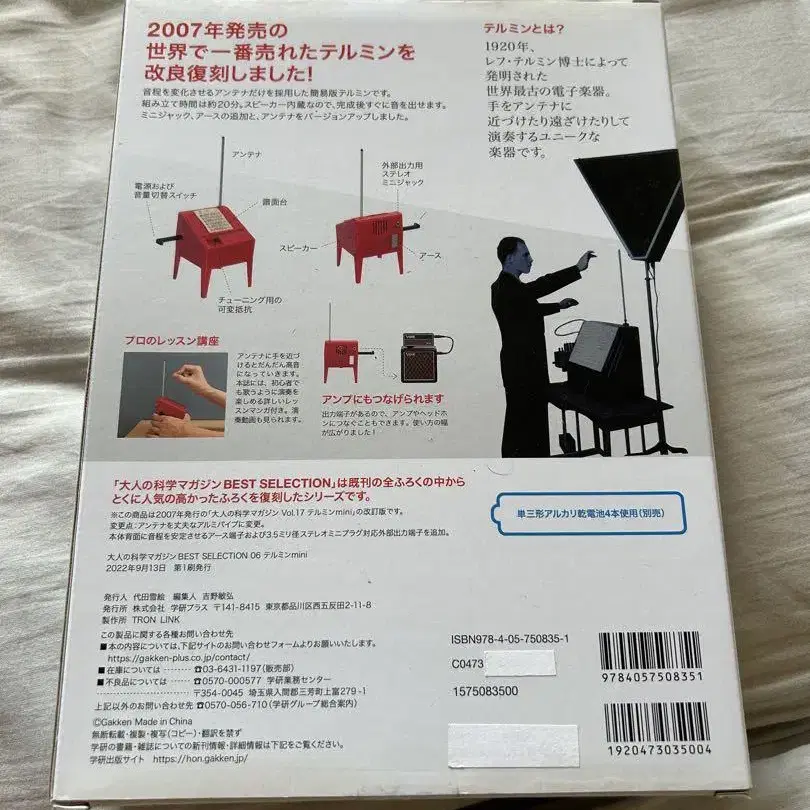 2007年発売の
世界で一番売れたテルミンを
改良復刻しました！
音程を変化させるアンテナだけを採用した簡易版テルミンです。
組み立て時間は約20分。スピーカー内蔵なので、完成後すぐに音を出せます。
ミニジャック、アースの追加と、アンテナをバージョンアップしました。
テルミンとは？
1920年、
レフ・テルミン博士によって
発明された
世界最古の電子楽器。
手をアンテナに
近づけたり遠ざけたりして
演奏するユニークな
楽器です。
アンテナ
電源および
音量切替スイッチ
譜面台
チューニング用の
可変抵抗
外部出力用
ステレオ
ミニジャック
スピーカー
アース
プロのレッスン講座
アンテナに手を近づ
けるとだんだん高音
になっていきます。
本誌には、初心者で
も歌うように演奏を
楽しめる詳しいレッ
スンマンガ付き。演
奏動画も見られます。
アンプにもつなげられます
出力端子があるので、アンプやヘッドホ
ンにつなぐこともできます。使い方の幅
が広がりました！
「大人の科学マガジン BEST SELECTION」は既刊の全ふろくの中から
とくに人気の高かったふろくを復刻したシリーズです。
※この商品は2007年発行の「大人の科学マガジン Vol.17 テルミンmini」の改訂版です。
変更点：アンテナを丈夫なアルミパイプに変更。
本体背面に音程を安定させるアース端子および3.5ミリ径ステレオミニプラグ対応外部出力端子を追加。
単三形アルカリ乾電池4本使用（別売）
大人の科学マガジン BEST SELECTION 06 テルミンmini
2022年9月13日　第1刷発行
発行人　代田雪絵　編集人　吉野敏弘
発行所　株式会社 学研プラス　〒141-8415　東京都品川区西五反田2-11-8
製作所　TRON LINK
この製品に関する各種お問い合わせ先
■本の内容については、下記サイトのお問い合わせフォームよりお願いいたします。
https://gakken-plus.co.jp/contact/
■在庫について ------- ☎03-6431-1197（販売部）
■不良品について ------ ☎0570-000577 学研業務センター
〒354-0045　埼玉県入間郡三芳町上富279-1
上記以外のお問い合わせ先 ☎0570-056-710（学研グループ総合案内）
©Gakken Made in China
無断転載・複製・複写（コピー）・翻訳を禁ず
学研の書籍・雑誌についての新刊情報・詳細情報は下記をご覧ください。
学研出版サイト　https://hon.gakken.jp/
ISBN978-4-05-750835-1
C0473
1575083500
9784057508351
1920473035004